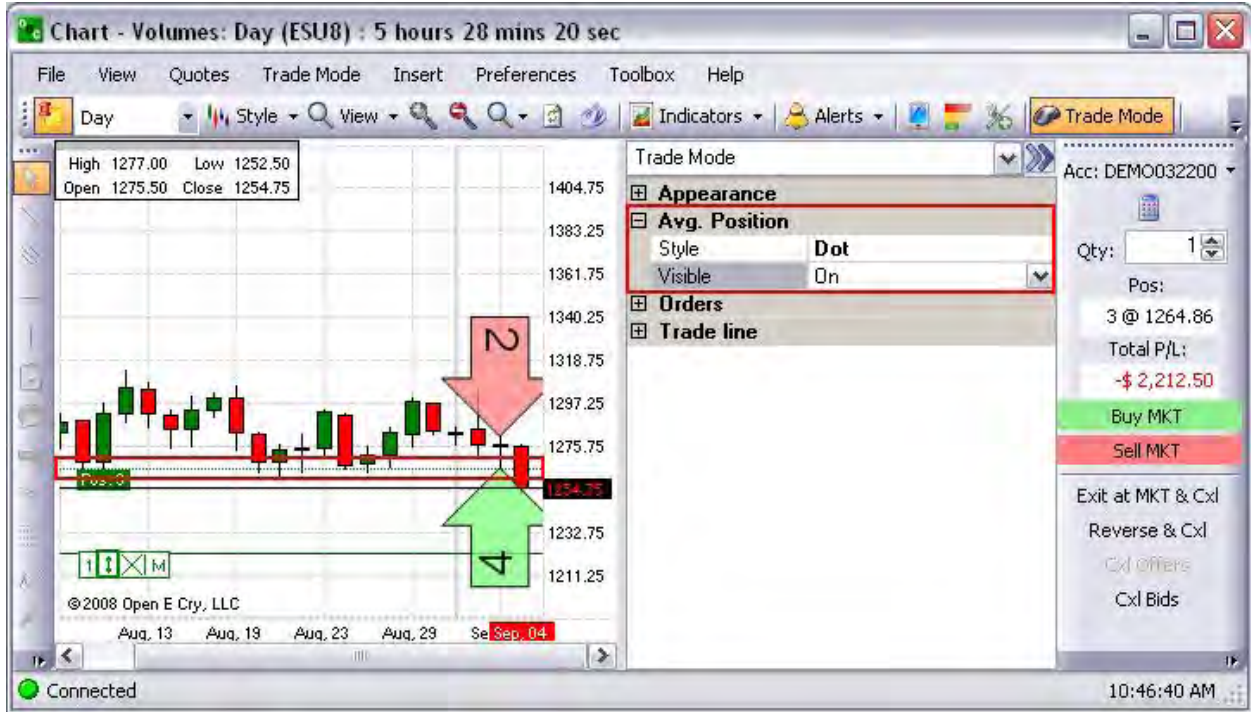 Chart - Volumes: Day (ESU8) : 5 hours 28 mins 20 sec
File View Quotes Trade Mode Insert Preferences Toolbox Help
Day Style View Indicators Alerts Trade Mode
High 1277.00 Low 1252.50
Open 1275.50 Close 1254.75
1404.75
1383.25
1361.75
1340.25
1318.75
1297.25
1275.75
1254.75
1232.75
1211.25
2
4
1 M
©2008 Open E Cry, LLC
Aug, 13 Aug, 19 Aug, 23 Aug, 29 Se Sep, 04
Trade Mode
Appearance
Avg. Position
Style Dot
Visible On
Orders
Trade line
Acc: DEMO032200
Qty: 1
Pos:
3 @ 1264.86
Total P/L:
-$ 2,212.50
Buy MKT
Sell MKT
Exit at MKT & Cxl
Reverse & Cxl
Cxl Offers
Cxl Bids
Connected 10:46:40 AM